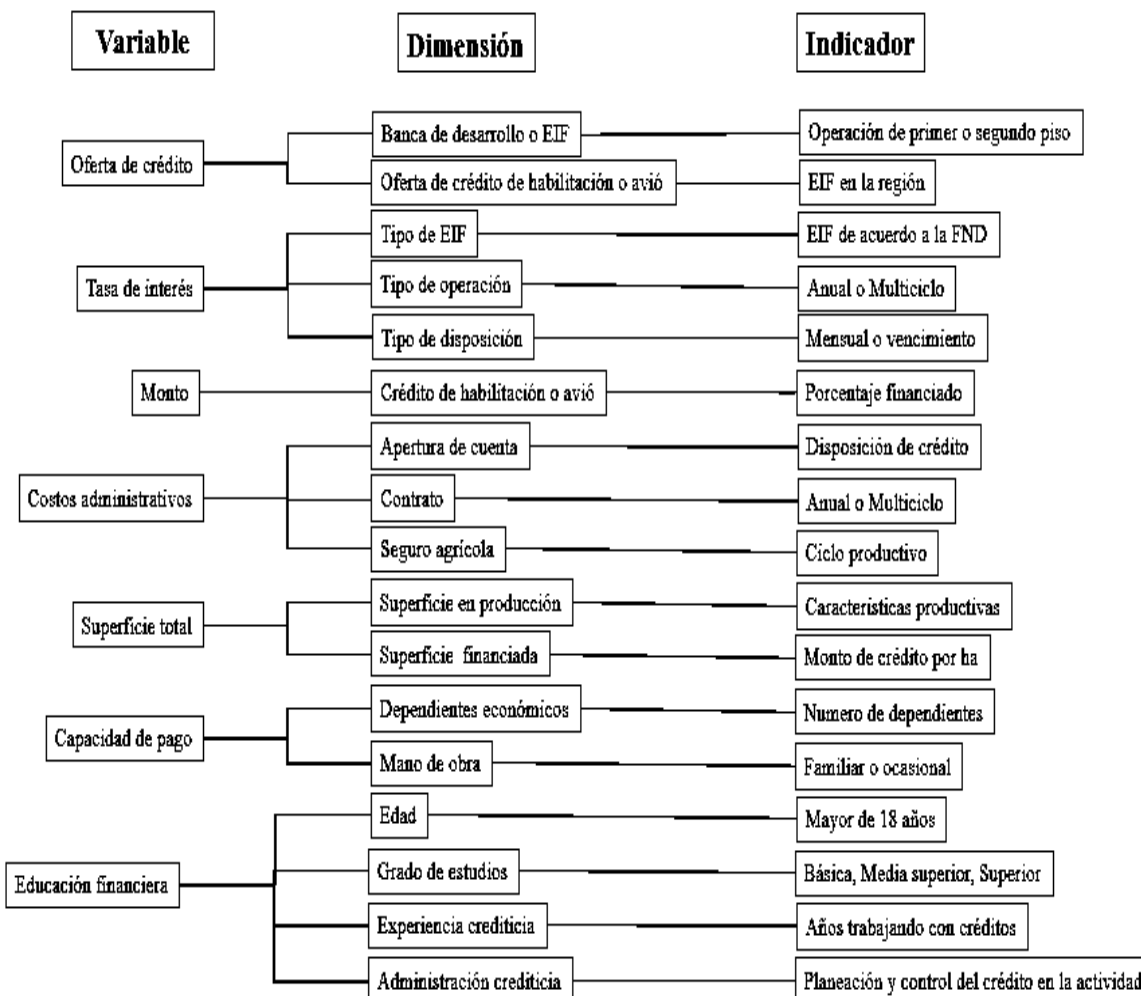 Variable Dimensión Indicador
Banca de desarrollo o EIF Operación de primer o segundo piso
Oferta de crédito
Oferta de crédito de habilitación o avió EIF en la región
Tipo de EIF EIF de acuerdo a la FND
Tasa de interés Tipo de operación Anual o Multiciclo
Tipo de disposición Mensual o vencimiento
Monto Crédito de habilitación o avió Porcentaje financiado
Apertura de cuenta Disposición de crédito
Costos administrativos Contrato Anual o Multiciclo
Seguro agrícola Ciclo productivo
Superficie en producción Características productivas
Superficie total
Superficie financiada Monto de crédito por ha
Dependientes económicos Numero de dependientes
Capacidad de pago
Mano de obra Familiar o ocasional
Edad Mayor de 18 años
Grado de estudios Básica, Media superior, Superior
Educación financiera
Experiencia crediticia Años trabajando con créditos
Administración crediticia Planeación y control del crédito en la actividad